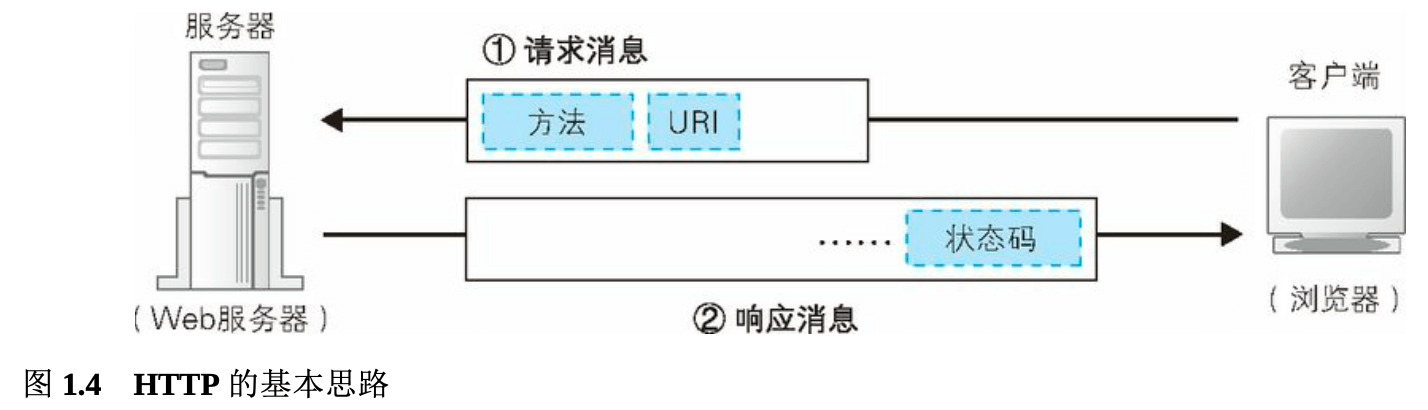 服务器
① 请求消息
客户端
方法
URI
…… 状态码
（Web服务器）
② 响应消息
（浏览器）
图 1.4 HTTP 的基本思路